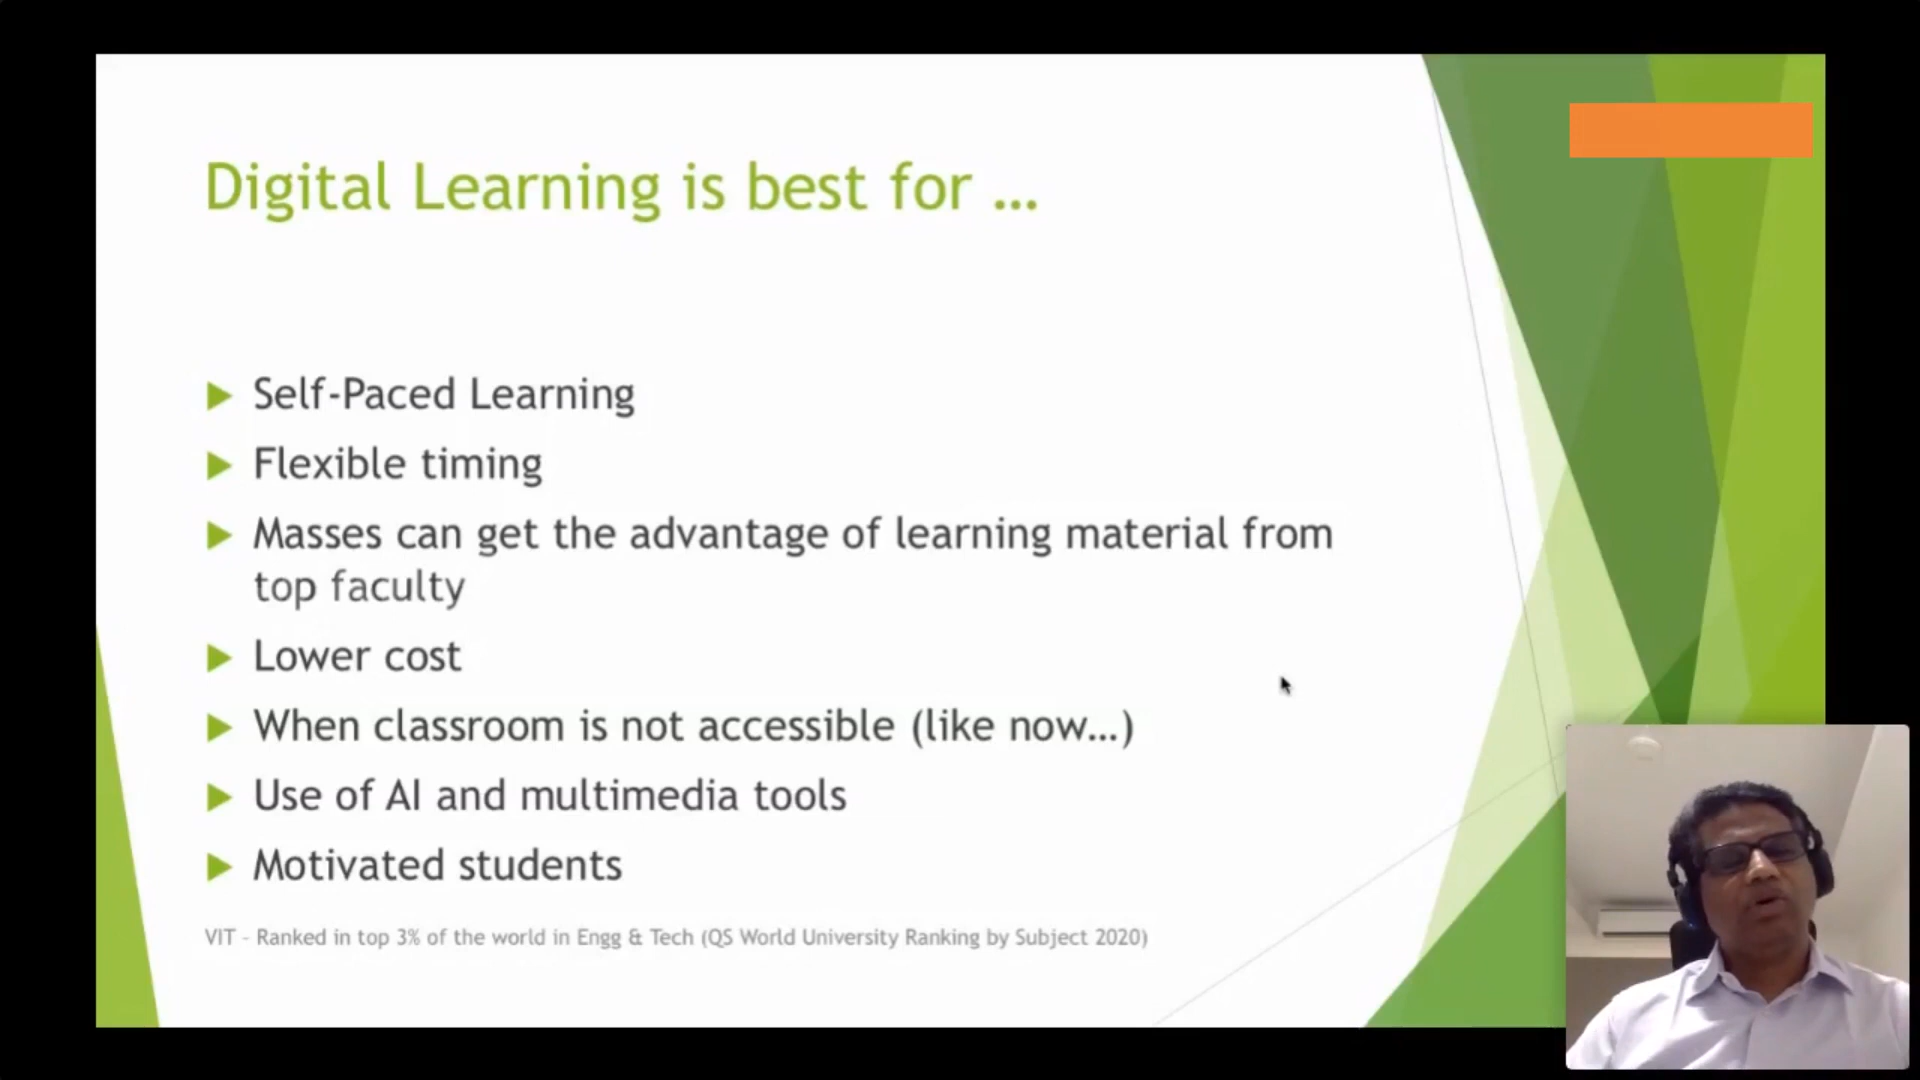 Digital Learning is best for ...
Self-Paced Learning
Flexible timing
Masses can get the advantage of learning material from
top faculty
Lower cost
When classroom is not accessible (like now...)
Use of AI and multimedia tools
Motivated students
VIT - Ranked in top 3% of the world in Engg & Tech (QS World University Ranking by Subject 2020)